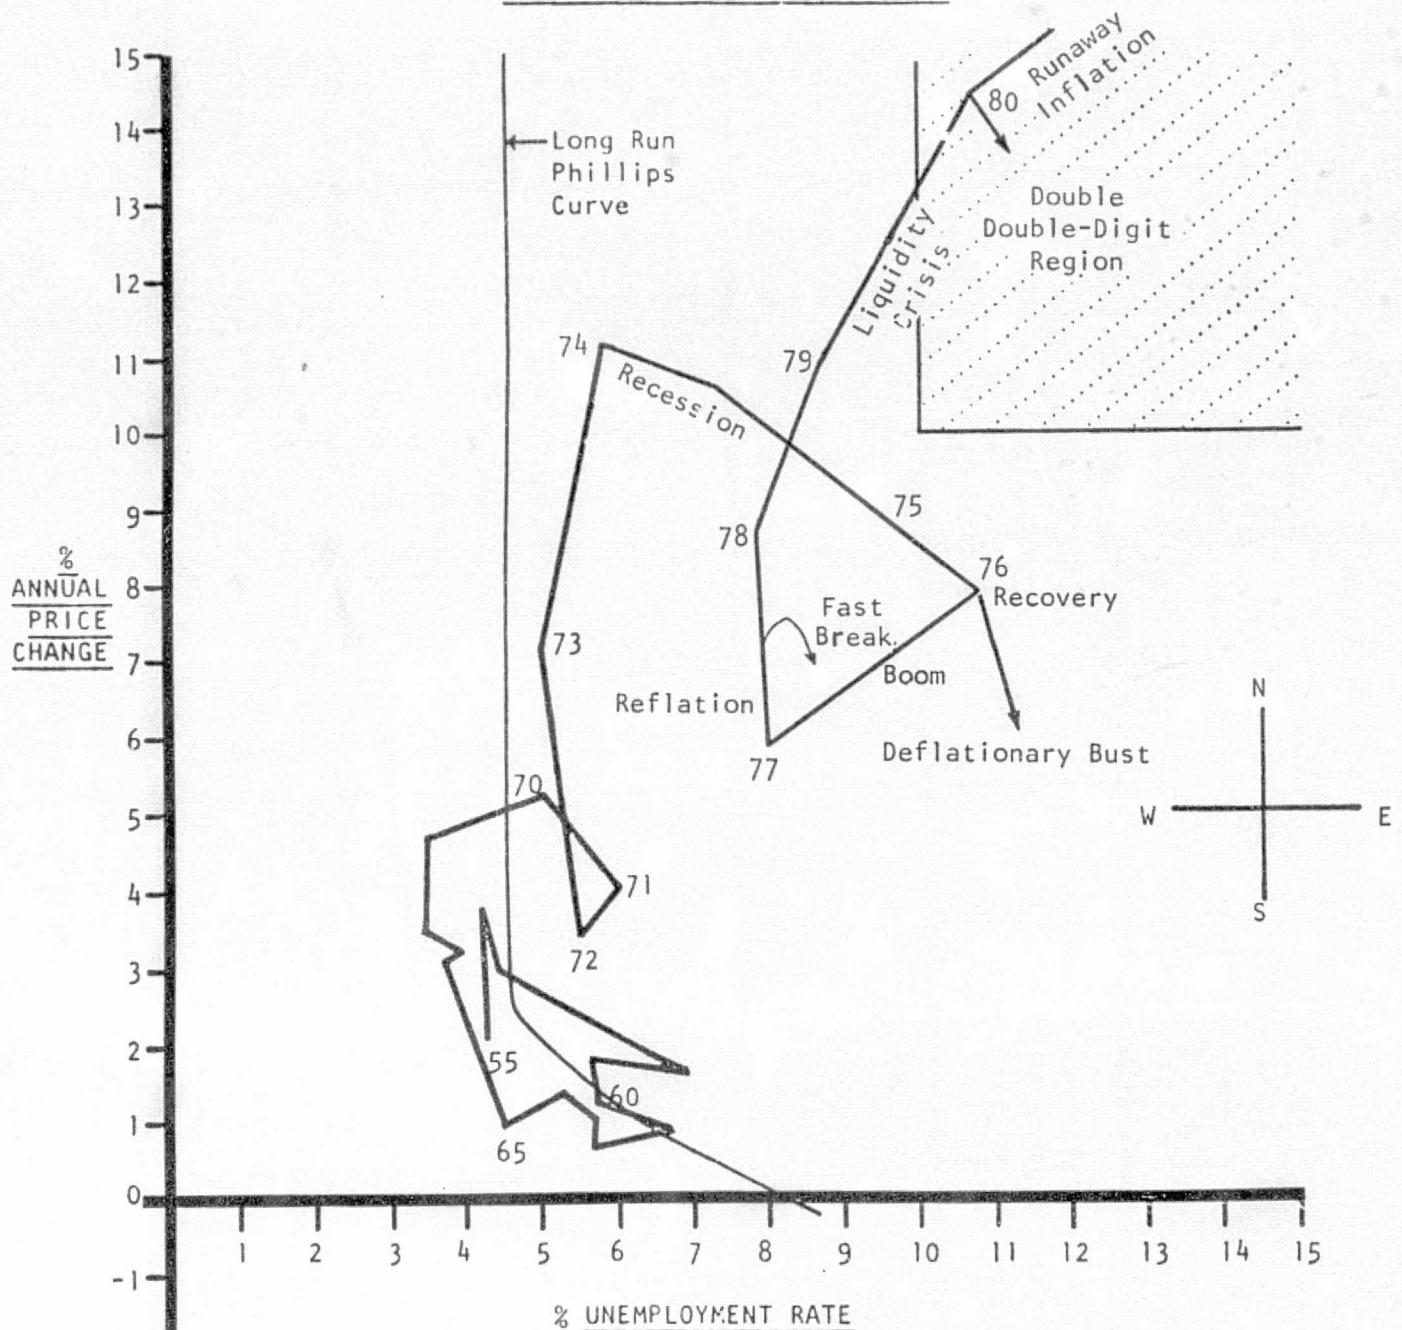 15
14
13
12
11
10
9
8
7
6
5
4
3
2
1
0
-1
%
ANNUAL
PRICE
CHANGE
Long Run
Phillips
Curve
Runaway
Inflation
80
Double
Double-Digit
Region
Liquidity
Crisis
79
74
Recession
75
78
76
Recovery
Fast
Break
Boom
73
Reflation
77
Deflationary Bust
N
W
E
S
70
71
72
55
60
65
1
2
3
4
5
6
7
8
9
10
11
12
13
14
15
% UNEMPLOYMENT RATE